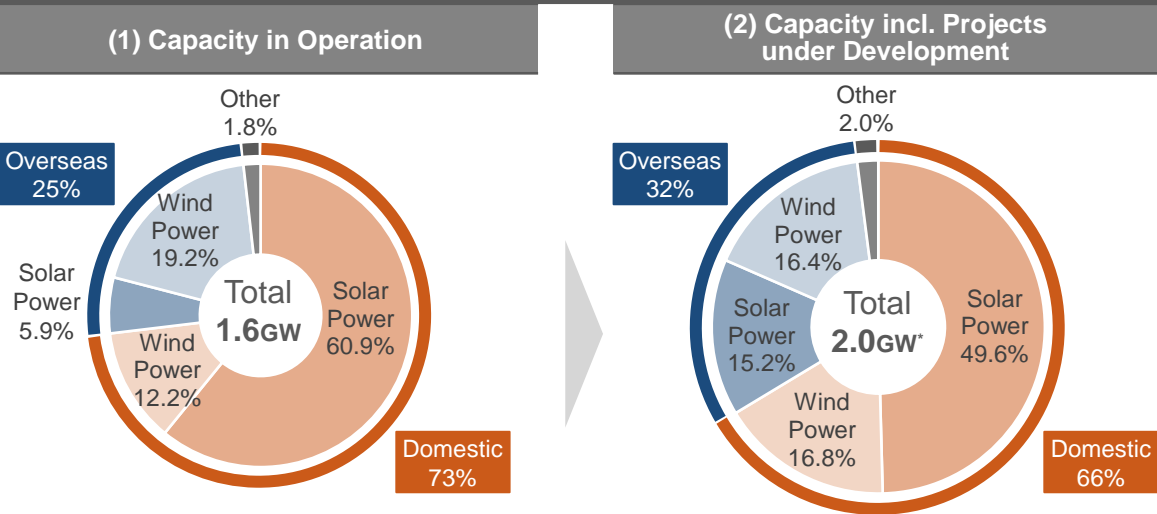 (1) Capacity in Operation
Other
1.8%
Overseas
25%
Wind
Power
19.2%
Solar
Power
5.9%
Total
1.6GW
Solar
Power
60.9%
Wind
Power
12.2%
Domestic
73%
(2) Capacity incl. Projects
under Development
Other
2.0%
Overseas
32%
Wind
Power
16.4%
Solar
Power
15.2%
Total
2.0GW*
Solar
Power
49.6%
Wind
Power
16.8%
Domestic
66%